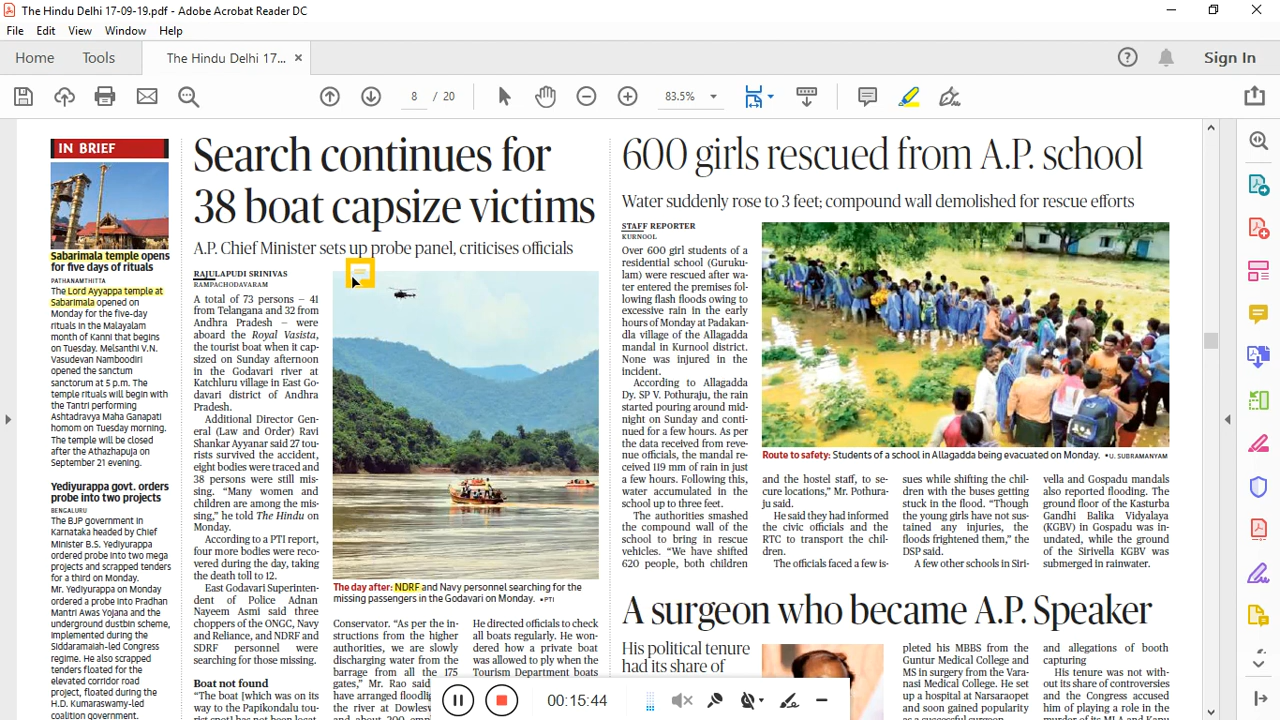 The Hindu Delhi 17-09-19.pdf - Adobe Acrobat Reader DC
File Edit View Window Help
Home Tools The Hindu Delhi 17... ×
Sign In
8 / 20
83.5%
IN BRIEF
Sabarimala temple opens
for five days of rituals
PATHANAMTHITTA
The Lord Ayyappa temple at
Sabarimala opened on
Monday for the five-day
rituals in the Malayalam
month of Kanni that begins
on Tuesday. Melsanthi V.N.
Vasudevan Namboodiri
opened the sanctum
sanctorum at 5 p.m. The
temple rituals will begin with
the Tantri performing
Ashtadravya Maha Ganapati
homom on Tuesday morning.
The temple will be closed
after the Athazhapuja on
September 21 evening.
Yediyurappa govt. orders
probe into two projects
BENGALURU
The BJP government in
Karnataka headed by Chief
Minister B.S. Yediyurappa
ordered probe into two mega
projects and scrapped tenders
for a third on Monday.
Mr. Yediyurappa on Monday
ordered a probe into Pradhan
Mantri Awas Yojana and the
underground dustbin scheme,
implemented during the
Siddaramaiah-led Congress
regime. He also scrapped
tenders floated for the
elevated corridor road
project, floated during the
H.D. Kumaraswamy-led
coalition government.
Search continues for
38 boat capsize victims
A.P. Chief Minister sets up probe panel, criticises officials
RAJULAPUDI SRINIVAS
RAMPACHODAVARAM
A total of 73 persons – 41
from Telangana and 32 from
Andhra Pradesh – were
aboard the Royal Vasista,
the tourist boat when it cap-
sized on Sunday afternoon
in the Godavari river at
Katchluru village in East Go-
davari district of Andhra
Pradesh.
Additional Director Gen-
eral (Law and Order) Ravi
Shankar Ayyanar said 27 tou-
rists survived the accident,
eight bodies were traced and
38 persons were still mis-
sing. “Many women and
children are among the mis-
sing,” he told The Hindu on
Monday.
According to a PTI report,
four more bodies were reco-
vered during the day, taking
the death toll to 12.
East Godavari Superinten-
dent of Police Adnan
Nayeem Asmi said three
choppers of the ONGC, Navy
and Reliance, and NDRF and
SDRF personnel were
searching for those missing.
Boat not found
“The boat [which was on its
way to the Papikondalu tou-
rist spot] has not been locat-
The day after: NDRF and Navy personnel searching for the
missing passengers in the Godavari on Monday. •PTI
Conservator. “As per the in-
structions from the higher
authorities, we are slowly
discharging water from the
barrage from all the 175
gates,” Mr. Rao said
have arranged floodli
the river at Dowles
and about 200 emp
He directed officials to check
all boats regularly. He won-
dered how a private boat
was allowed to ply when the
Tourism Department boats
600 girls rescued from A.P. school
Water suddenly rose to 3 feet; compound wall demolished for rescue efforts
STAFF REPORTER
KURNOOL
Over 600 girl students of a
residential school (Guruku-
lam) were rescued after wa-
ter entered the premises fol-
lowing flash floods owing to
excessive rain in the early
hours of Monday at Padakan-
dla village of the Allagadda
mandal in Kurnool district.
None was injured in the
incident.
According to Allagadda
Dy. SP V. Pothuraju, the rain
started pouring around mid-
night on Sunday and conti-
nued for a few hours. As per
the data received from reve-
nue officials, the mandal re-
ceived 119 mm of rain in just
a few hours. Following this,
water accumulated in the
school up to three feet.
The authorities smashed
the compound wall of the
school to bring in rescue
vehicles. “We have shifted
620 people, both children
Route to safety: Students of a school in Allagadda being evacuated on Monday. •U. SUBRAMANYAM
and the hostel staff, to se-
cure locations,” Mr. Pothura-
ju said.
He said they had informed
the civic officials and the
RTC to transport the chil-
dren.
The officials faced a few is-
sues while shifting the chil-
dren with the buses getting
stuck in the flood. “Though
the young girls have not sus-
tained any injuries, the
floods frightened them,” the
DSP said.
A few other schools in Siri-
vella and Gospadu mandals
also reported flooding. The
ground floor of the Kasturba
Gandhi Balika Vidyalaya
(KGBV) in Gospadu was in-
undated, while the ground
of the Sirivella KGBV was
submerged in rainwater.
A surgeon who became A.P. Speaker
His political tenure
had its share of
pleted his MBBS from the
Guntur Medical College and
MS in surgery from the Vara-
nasi Medical College. He set
up a hospital at Narsaraopet
and soon gained popularity
as a successful surgeon.
and allegations of booth
capturing
His tenure was not with-
out its share of controversies
and the Congress accused
him of playing a role in the
murder of its MLA and Kapu
00:15:44